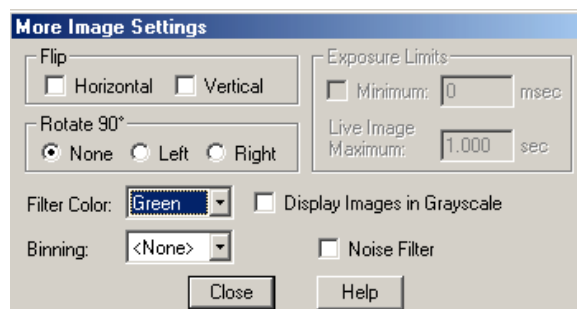 More Image Settings
Flip
Horizontal Vertical
Rotate 90°
None Left Right
Exposure Limits
Minimum: 0 msec
Live Image
Maximum: 1.000 sec
Filter Color: Green Display Images in Grayscale
Binning: <None> Noise Filter
Close Help